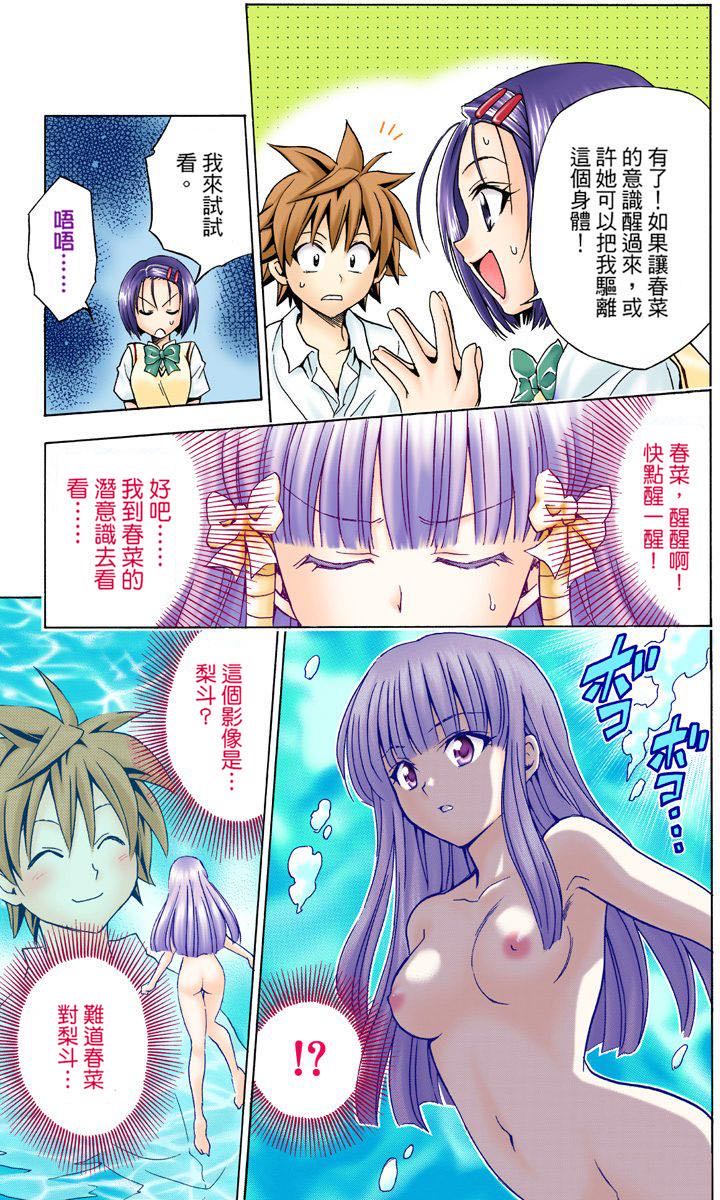 有了！如果讓春菜
的意識醒過來，或
許她可以把我驅離
這個身體！
我來試試
看。
唔唔……
春菜，醒醒啊！
快點醒一醒！
好吧……
我到春菜的
潛意識去看
看……
ボコ
ボコ…
!?
這個影像是…
梨斗？
難道春菜
對梨斗…